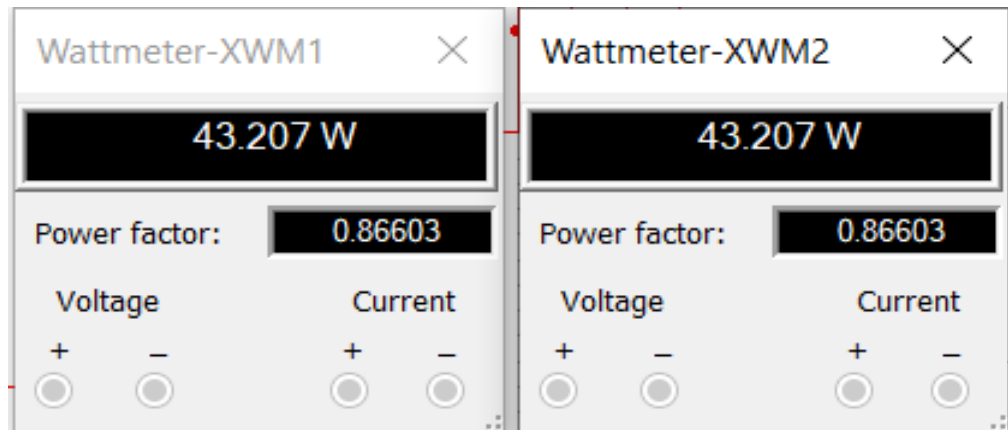 Wattmeter-XWM1
43.207 W
Power factor: 0.86603
Voltage Current
+ – + –
Wattmeter-XWM2
43.207 W
Power factor: 0.86603
Voltage Current
+ – + –